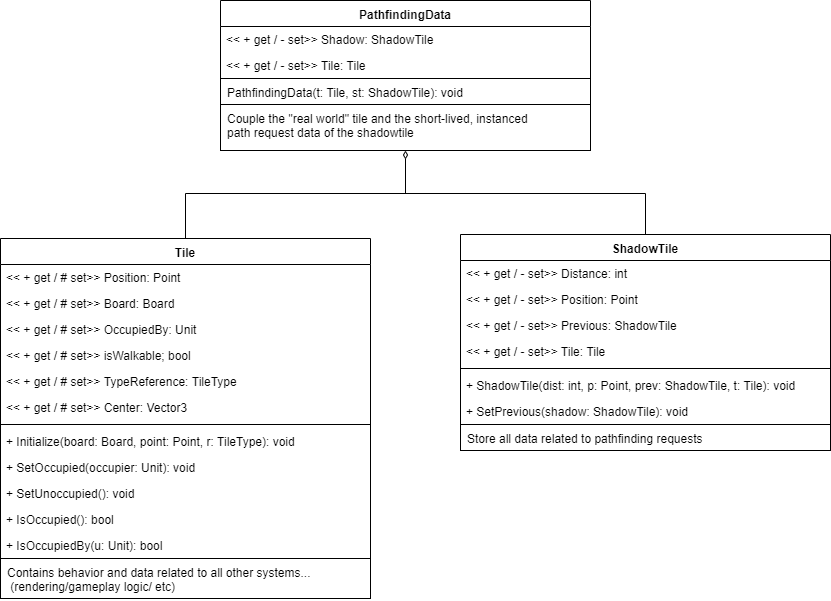 PathfindingData
<< + get / - set>> Shadow: ShadowTile
<< + get / - set>> Tile: Tile
PathfindingData(t: Tile, st: ShadowTile): void
Couple the "real world" tile and the short-lived, instanced
path request data of the shadowtile
Tile
<< + get / # set>> Position: Point
<< + get / # set>> Board: Board
<< + get / # set>> OccupiedBy: Unit
<< + get / # set>> isWalkable; bool
<< + get / # set>> TypeReference: TileType
<< + get / # set>> Center: Vector3
+ Initialize(board: Board, point: Point, r: TileType): void
+ SetOccupied(occupier: Unit): void
+ SetUnoccupied(): void
+ IsOccupied(): bool
+ IsOccupiedBy(u: Unit): bool
Contains behavior and data related to all other systems...
(rendering/gameplay logic/ etc)
ShadowTile
<< + get / - set>> Distance: int
<< + get / - set>> Position: Point
<< + get / - set>> Previous: ShadowTile
<< + get / - set>> Tile: Tile
+ ShadowTile(dist: int, p: Point, prev: ShadowTile, t: Tile): void
+ SetPrevious(shadow: ShadowTile): void
Store all data related to pathfinding requests